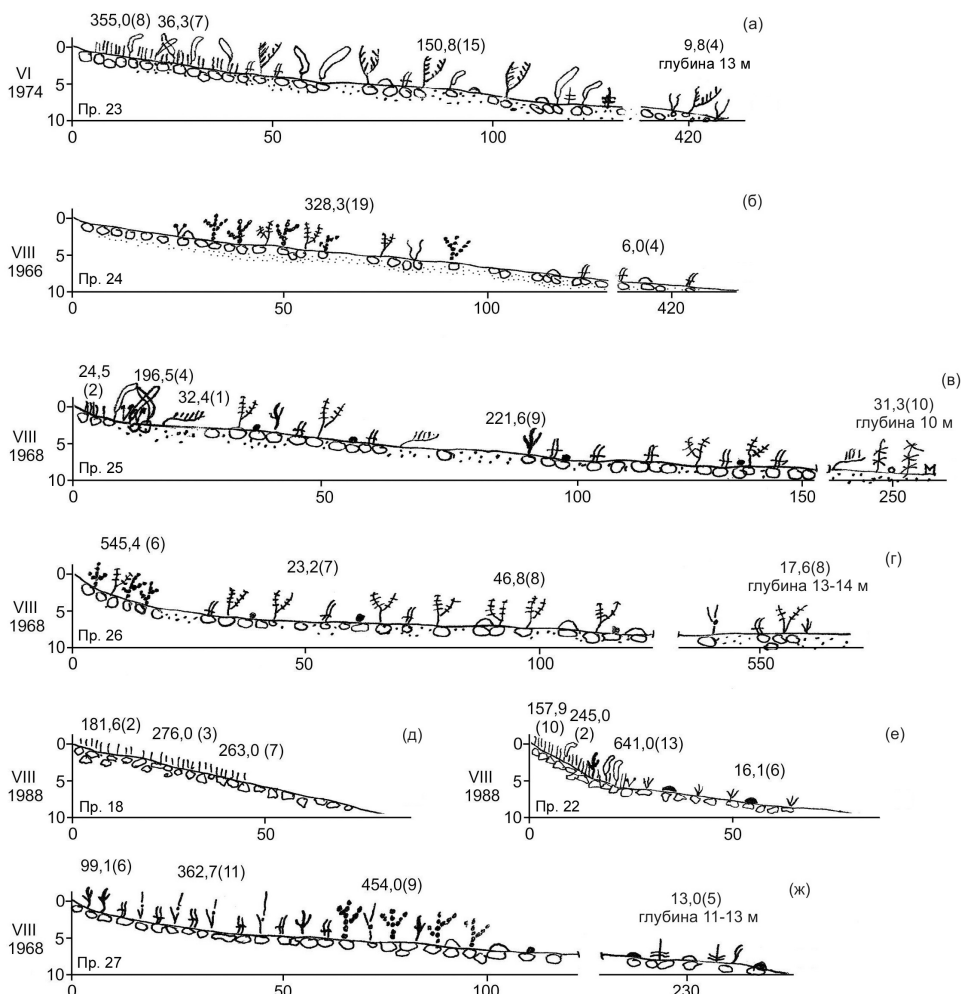 (а)
355,0(8) 36,3(7) 150,8(15) 9,8(4)
глубина 13 м
0
5
10
VI
1974
Пр. 23
0 50 100 420
(б)
328,3(19) 6,0(4)
0
5
10
VIII
1966
Пр. 24
0 50 100 420
(в)
24,5
(2)
196,5(4)
32,4(1)
221,6(9)
31,3(10)
глубина 10 м
0
5
10
VIII
1968
Пр. 25
0 50 100 150 250
(г)
545,4 (6) 23,2(7) 46,8(8) 17,6(8)
глубина 13-14 м
0
5
10
VIII
1968
Пр. 26
0 50 100 550
(д)
181,6(2)
276,0 (3)
263,0 (7)
0
5
10
VIII
1988
Пр. 18
0 50
(е)
157,9
(10)
245,0
(2)
641,0(13)
16,1(6)
0
5
10
VIII
1988
Пр. 22
0 50
(ж)
99,1(6) 362,7(11) 454,0(9) 13,0(5)
глубина 11-13 м
0
5
10
VIII
1968
Пр. 27
0 50 100 230